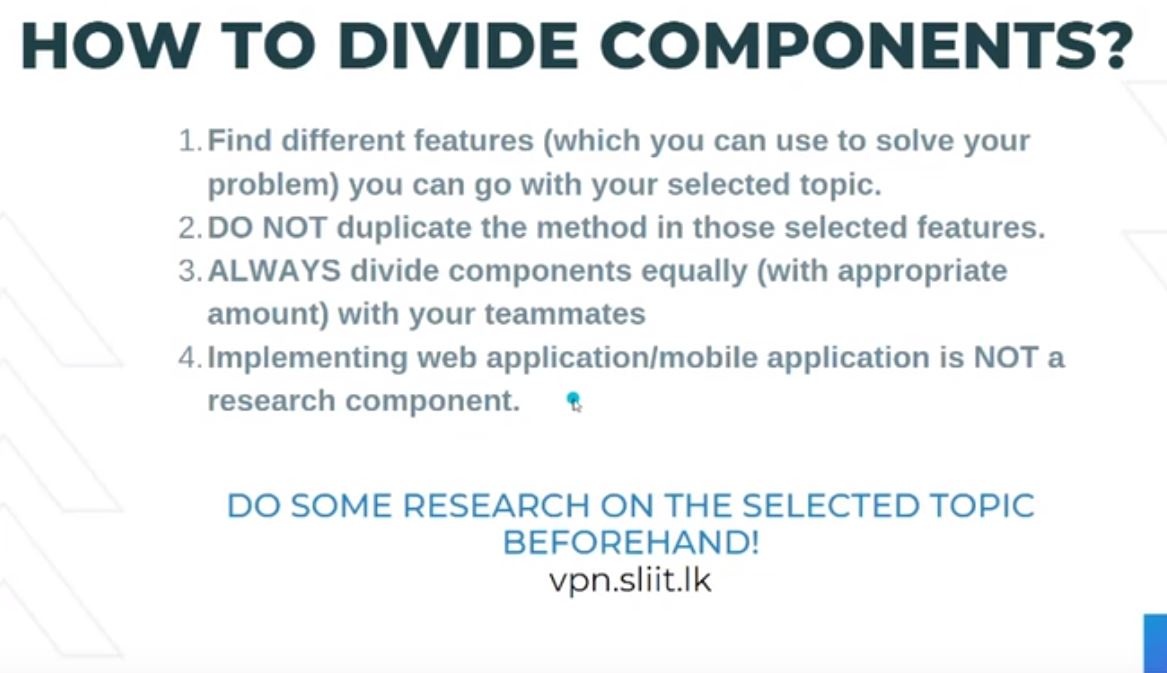 HOW TO DIVIDE COMPONENTS?
1. Find different features (which you can use to solve your
problem) you can go with your selected topic.
2. DO NOT duplicate the method in those selected features.
3. ALWAYS divide components equally (with appropriate
amount) with your teammates
4. Implementing web application/mobile application is NOT a
research component.
DO SOME RESEARCH ON THE SELECTED TOPIC
BEFOREHAND!
vpn.sliit.lk